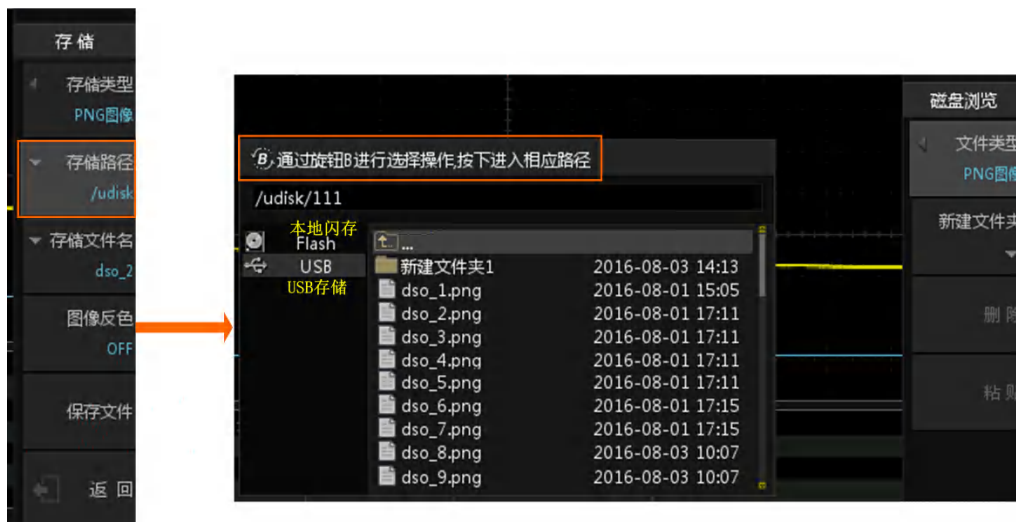 存储
存储类型
PNG图像
存储路径
/udisk
存储文件名
dso_2
图像反色
OFF
保存文件
返回
B,通过旋钮B进行选择操作,按下进入相应路径
/udisk/111
本地闪存
Flash
USB
USB存储
...
新建文件夹1 2016-08-03 14:13
dso_1.png 2016-08-01 15:05
dso_2.png 2016-08-01 17:11
dso_3.png 2016-08-01 17:11
dso_4.png 2016-08-01 17:11
dso_5.png 2016-08-01 17:11
dso_6.png 2016-08-01 17:15
dso_7.png 2016-08-01 17:15
dso_8.png 2016-08-03 10:07
dso_9.png 2016-08-03 10:07
磁盘浏览
文件类型
PNG图像
新建文件夹
删除
粘贴